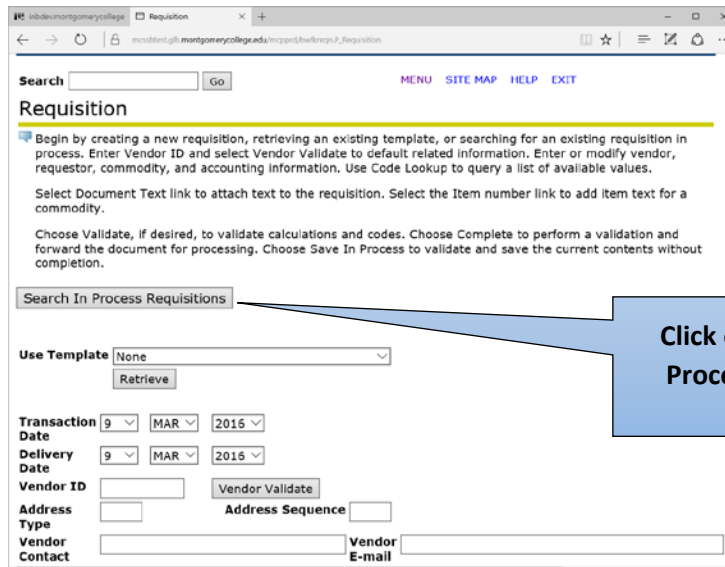 inbdev.montgomerycollege Requisition
mcssbtest.glb.montgomerycollege.edu/mcpprd/bwfkreqn.P_Requisition
Search Go MENU SITE MAP HELP EXIT
Requisition
Begin by creating a new requisition, retrieving an existing template, or searching for an existing requisition in
process. Enter Vendor ID and select Vendor Validate to default related information. Enter or modify vendor,
requestor, commodity, and accounting information. Use Code Lookup to query a list of available values.
Select Document Text link to attach text to the requisition. Select the Item number link to add item text for a
commodity.
Choose Validate, if desired, to validate calculations and codes. Choose Complete to perform a validation and
forward the document for processing. Choose Save In Process to validate and save the current contents without
completion.
Search In Process Requisitions
Click
Proce
Use Template None
Retrieve
Transaction Date 9 MAR 2016
Delivery Date 9 MAR 2016
Vendor ID Vendor Validate
Address Type Address Sequence
Vendor Contact Vendor E-mail